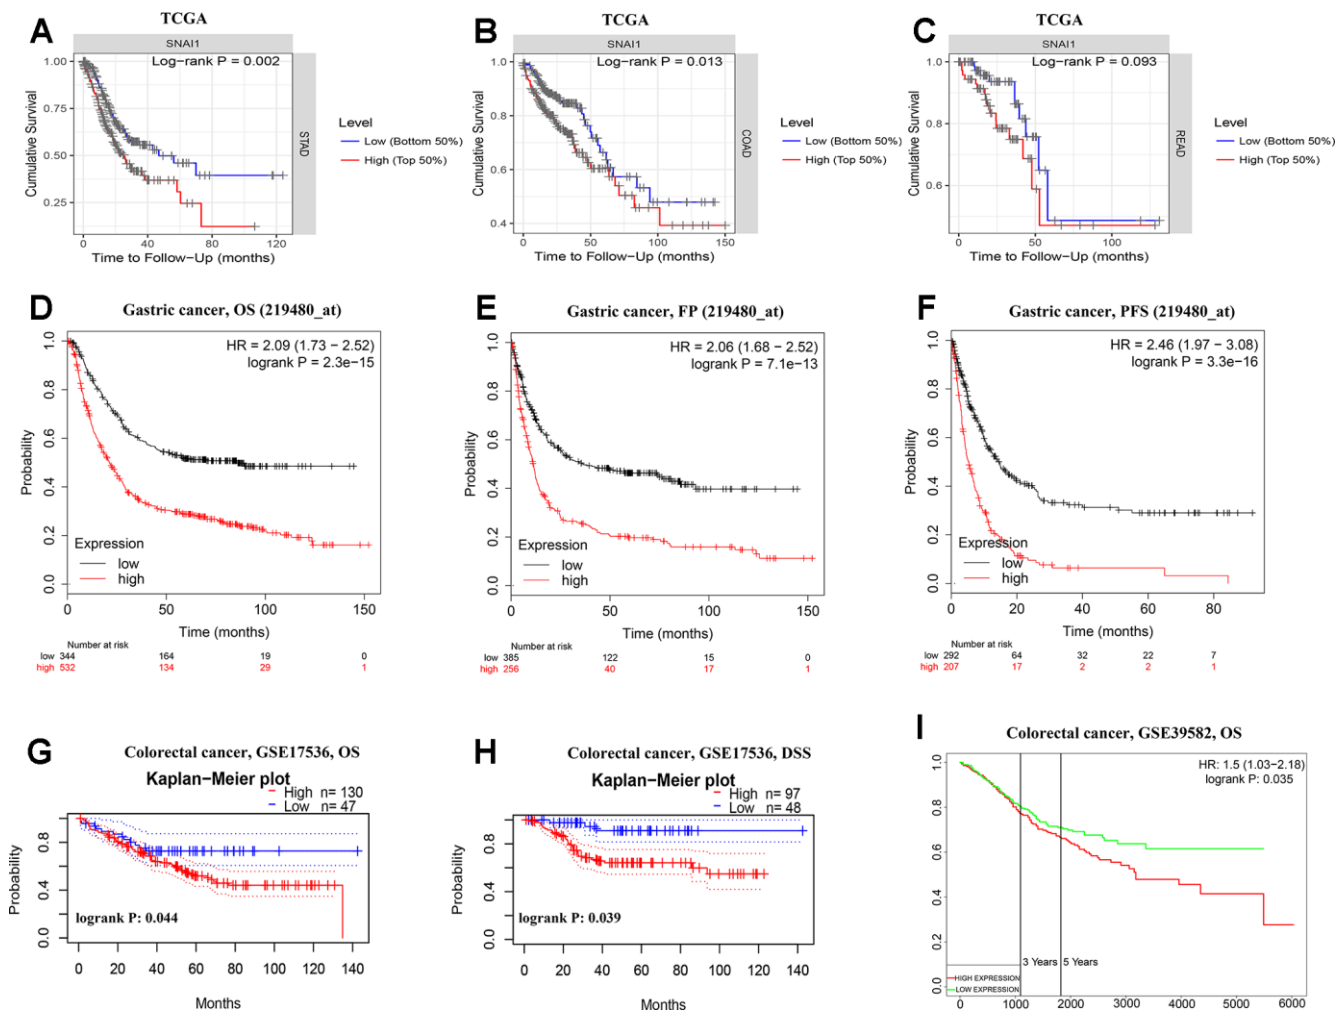 A
TCGA
SNAI1
Log-rank P = 0.002
STAD
Cumulative Survival
1.00
0.75
0.50
0.25
0 40 80 120
Time to Follow-Up (months)
Level
Low (Bottom 50%)
High (Top 50%)
B
TCGA
SNAI1
Log-rank P = 0.013
COAD
Cumulative Survival
1.0
0.8
0.6
0.4
0 50 100 150
Time to Follow-Up (months)
Level
Low (Bottom 50%)
High (Top 50%)
C
TCGA
SNAI1
Log-rank P = 0.093
READ
Cumulative Survival
1.0
0.8
0.6
0 50 100
Time to Follow-Up (months)
Level
Low (Bottom 50%)
High (Top 50%)
D
Gastric cancer, OS (219480_at)
HR = 2.09 (1.73 − 2.52)
logrank P = 2.3e−15
Probability
1.0
0.8
0.6
0.4
0.2
0.0
Expression
low
high
0 50 100 150
Time (months)
Number at risk
low 344 164 19 0
high 532 134 29 1
E
Gastric cancer, FP (219480_at)
HR = 2.06 (1.68 − 2.52)
logrank P = 7.1e−13
Probability
1.0
0.8
0.6
0.4
0.2
0.0
Expression
low
high
0 50 100 150
Time (months)
Number at risk
low 385 122 15 0
high 256 40 17 1
F
Gastric cancer, PFS (219480_at)
HR = 2.46 (1.97 − 3.08)
logrank P = 3.3e−16
Probability
1.0
0.8
0.6
0.4
0.2
0.0
Expression
low
high
0 20 40 60 80
Time (months)
Number at risk
low 292 64 32 22 7
high 207 17 2 2 1
G
Colorectal cancer, GSE17536, OS
Kaplan−Meier plot
High n= 130
Low n= 47
Probability
0.8
0.4
0.0
logrank P: 0.044
0 20 40 60 80 100 120 140
Months
H
Colorectal cancer, GSE17536, DSS
Kaplan−Meier plot
High n= 97
Low n= 48
Probability
0.8
0.4
0.0
logrank P: 0.039
0 20 40 60 80 100 120 140
Months
I
Colorectal cancer, GSE39582, OS
HR: 1.5 (1.03−2.18)
logrank P: 0.035
1.0
0.8
0.6
0.4
0.2
0.0
3 Years
5 Years
HIGH EXPRESSION
LOW EXPRESSION
0 1000 2000 3000 4000 5000 6000